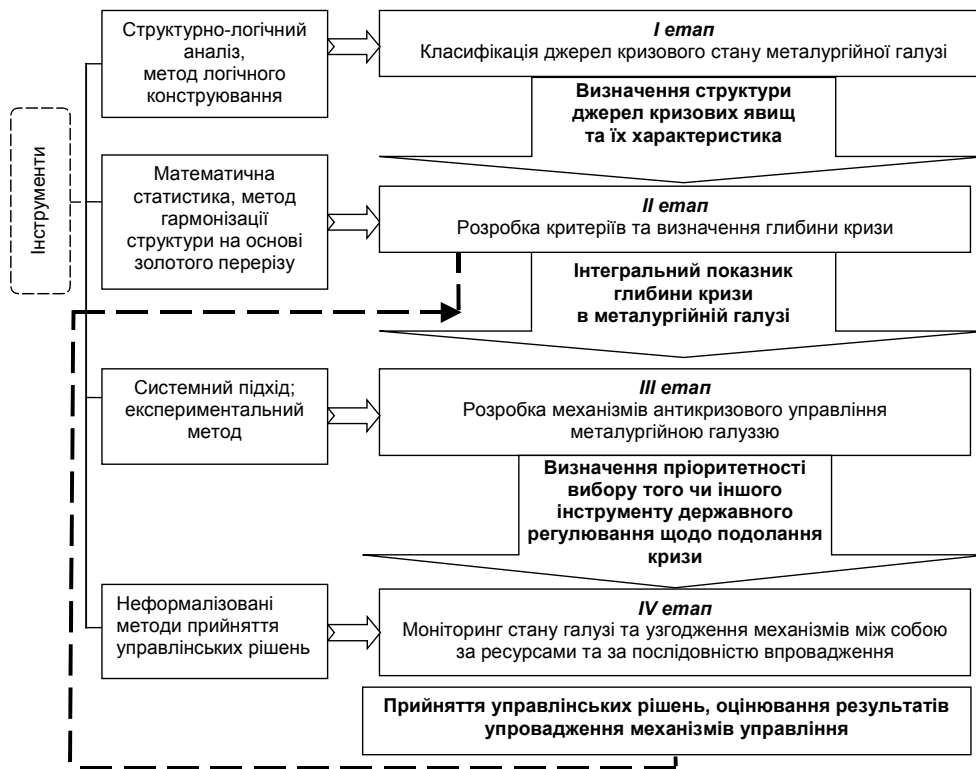 Інструменти
Структурно-логічний
аналіз,
метод логічного
конструювання
І етап
Класифікація джерел кризового стану металургійної галузі
Визначення структури
джерел кризових явищ
та їх характеристика
Математична
статистика, метод
гармонізації
структури на основі
золотого перерізу
ІІ етап
Розробка критеріїв та визначення глибини кризи
Інтегральний показник
глибини кризи
в металургійній галузі
Системний підхід;
експериментальний
метод
ІІІ етап
Розробка механізмів антикризового управління
металургійною галуззю
Визначення пріоритетності
вибору того чи іншого
інструменту державного
регулювання щодо подолання
кризи
Неформалізовані
методи прийняття
управлінських рішень
IV етап
Моніторинг стану галузі та узгодження механізмів між собою
за ресурсами та за послідовністю впровадження
Прийняття управлінських рішень, оцінювання результатів
упровадження механізмів управління